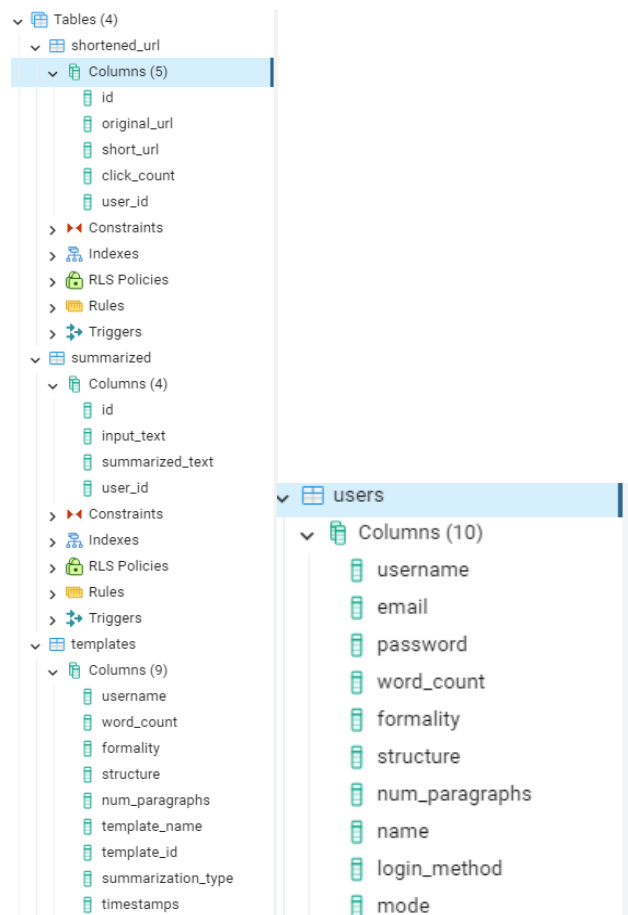 Tables (4)
shortened_url
Columns (5)
id
original_url
short_url
click_count
user_id
Constraints
Indexes
RLS Policies
Rules
Triggers
summarized
Columns (4)
id
input_text
summarized_text
user_id
Constraints
Indexes
RLS Policies
Rules
Triggers
templates
Columns (9)
username
word_count
formality
structure
num_paragraphs
template_name
template_id
summarization_type
timestamps
users
Columns (10)
username
email
password
word_count
formality
structure
num_paragraphs
name
login_method
mode